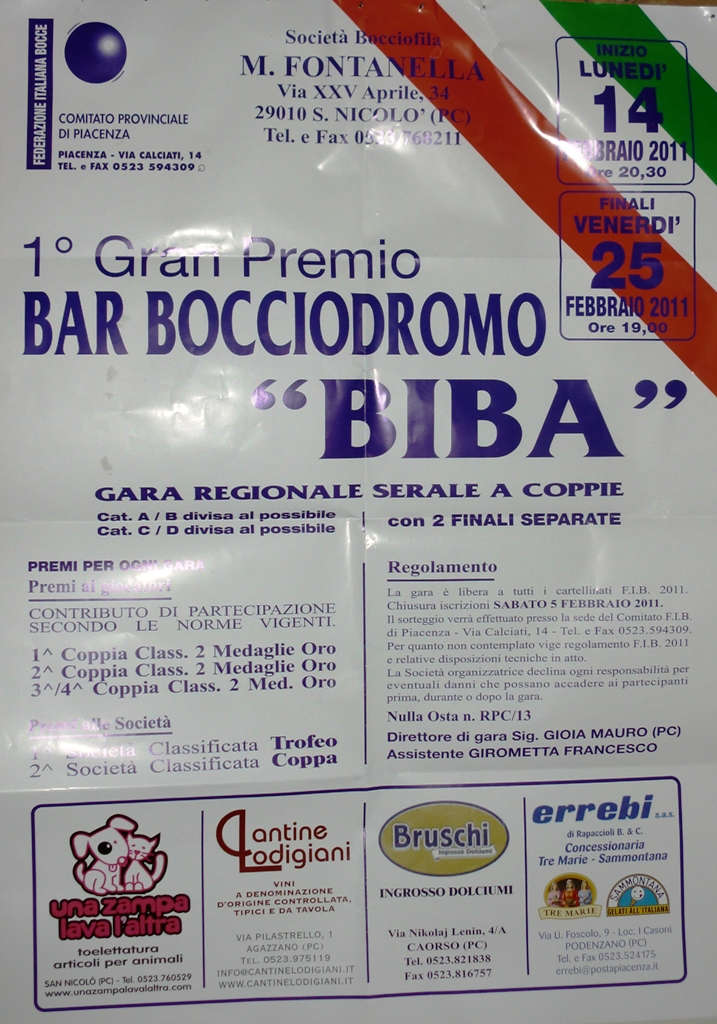 FEDERAZIONE ITALIANA BOCCE
COMITATO PROVINCIALE
DI PIACENZA
PIACENZA - VIA CALCIATI, 14
TEL. e FAX 0523 594309
Società Bocciofila
M. FONTANELLA
Via XXV Aprile, 34
29010 S. NICOLO' (PC)
Tel. e Fax 0523 768211
INIZIO
LUNEDI'
14
FEBBRAIO 2011
Ore 20,30
FINALI
VENERDI'
25
FEBBRAIO 2011
Ore 19,00
1° Gran Premio
BAR BOCCIODROMO
“BIBA”
GARA REGIONALE SERALE A COPPIE
Cat. A / B divisa al possibile
Cat. C / D divisa al possibile
con 2 FINALI SEPARATE
PREMI PER OGNI GARA
Premi ai giocatori
CONTRIBUTO DI PARTECIPAZIONE
SECONDO LE NORME VIGENTI.
1^ Coppia Class. 2 Medaglie Oro
2^ Coppia Class. 2 Medaglie Oro
3^/4^ Coppia Class. 2 Med. Oro
Premi alle Società
1^ Società Classificata Trofeo
2^ Società Classificata Coppa
Regolamento
La gara è libera a tutti i cartellinati F.I.B. 2011.
Chiusura iscrizioni SABATO 5 FEBBRAIO 2011.
Il sorteggio verrà effettuato presso la sede del Comitato F.I.B.
di Piacenza - Via Calciati, 14 - Tel. e Fax 0523.594309.
Per quanto non contemplato vige regolamento F.I.B. 2011
e relative disposizioni tecniche in atto.
La Società organizzatrice declina ogni responsabilità per
eventuali danni che possano accadere ai partecipanti
prima, durante o dopo la gara.
Nulla Osta n. RPC/13
Direttore di gara Sig. GIOIA MAURO (PC)
Assistente GIROMETTA FRANCESCO
una zampa
lava l'altra
toelettatura
articoli per animali
SAN NICOLÒ (PC) - Tel. 0523.760529
www.unazampalavalaltra.com
Cantine
Lodigiani
VINI
A DENOMINAZIONE
D'ORIGINE CONTROLLATA,
TIPICI E DA TAVOLA
VIA PILASTRELLO, 1
AGAZZANO (PC)
TEL. 0523.975119
INFO@CANTINELODIGIANI.IT
WWW.CANTINELODIGIANI.IT
Bruschi
Ingrosso Dolciumi
INGROSSO DOLCIUMI
Via Nikolaj Lenin, 4/A
CAORSO (PC)
Tel. 0523.821838
Fax 0523.816757
errebi s.a.s.
di Rapaccioli B. & C.
Concessionaria
Tre Marie - Sammontana
TRE MARIE
SAMMONTANA
GELATI ALL'ITALIANA
Via U. Foscolo, 9 - Loc. I Casoni
PODENZANO (PC)
Tel. e Fax 0523.524175
errebi@postapiacenza.it